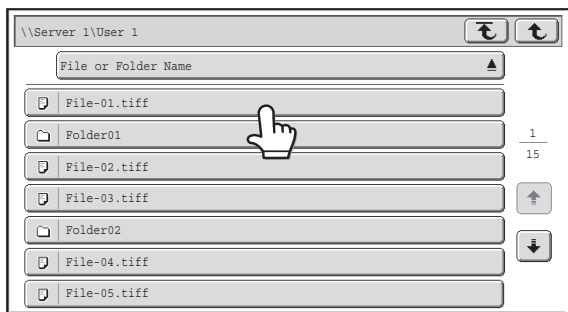 \\Server 1\User 1
File or Folder Name
File-01.tiff
Folder01
1
15
File-02.tiff
File-03.tiff
Folder02
File-04.tiff
File-05.tiff